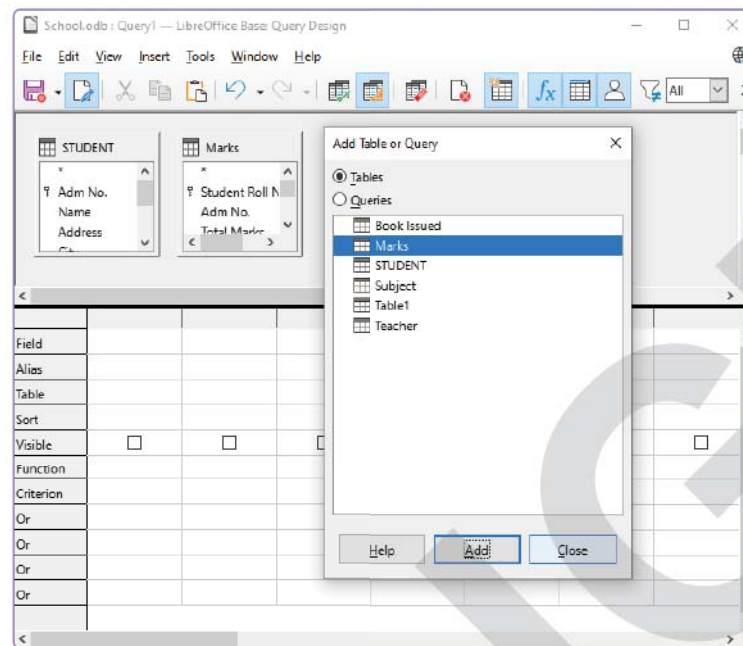 School.odb : Query1 — LibreOffice Base: Query Design
File Edit View Insert Tools Window Help
All
STUDENT
*
Adm No.
Name
Address
Marks
*
Student Roll N
Adm No.
Total Marks
Add Table or Query
Tables
Queries
Book Issued
Marks
STUDENT
Subject
Table1
Teacher
Help Add Close
Field
Alias
Table
Sort
Visible
Function
Criterion
Or
Or
Or
Or